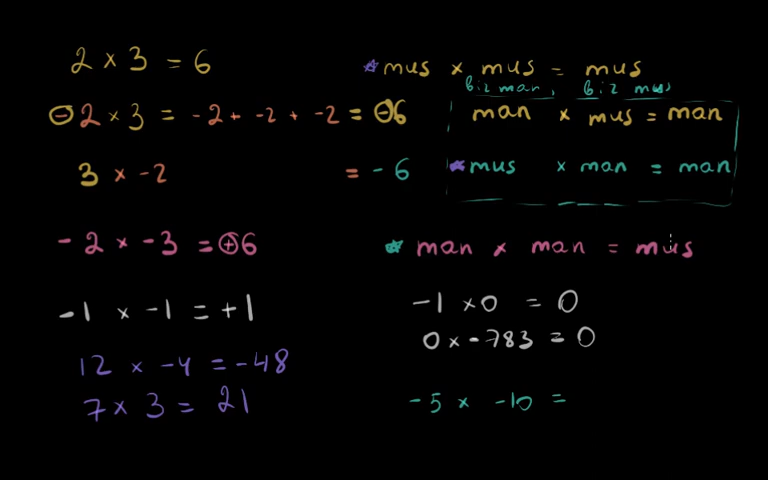 2 × 3 = 6
-2 × 3 = -2 + -2 + -2 = -6
3 × -2 = -6
-2 × -3 = +6
-1 × -1 = +1
12 × -4 = -48
7 × 3 = 21
*mus × mus = mus
biz man, biz mus
man × mus = man
*mus × man = man
*man × man = mus
-1 × 0 = 0
0 × -783 = 0
-5 × -10 =